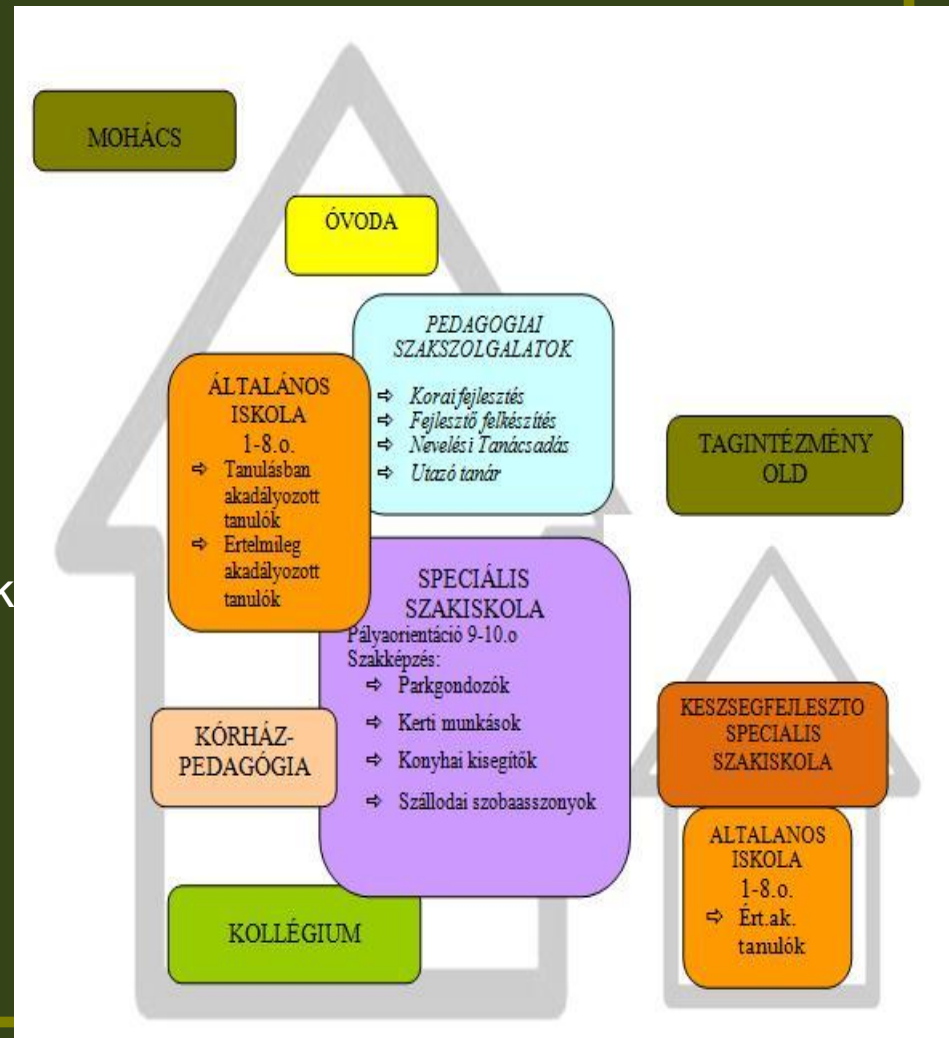 MOHÁCS
ÓVODA
PEDAGOGIAI
SZAKSZOLGALATOK
⇨ Korai fejlesztés
⇨ Fejlesztő felkészítés
⇨ Nevelési Tanácsadás
⇨ Utazó tanár
ÁLTALÁNOS
ISKOLA
1-8.o.
⇨ Tanulásban
akadályozott
tanulók
⇨ Ertelmileg
akadályozott
tanulók
TAGINTÉZMÉNY
OLD
k
SPECIÁLIS
SZAKISKOLA
Pályaorientáció 9-10.o
Szakképzés:
⇨ Parkgondozók
⇨ Kerti munkások
⇨ Konyhai kisegítők
⇨ Szállodai szobaasszonyok
KÓRHÁZ-
PEDAGÓGIA
KOLLÉGIUM
KESZSEGFEJLESZTO
SPECIALIS
SZAKISKOLA
ALTALANOS
ISKOLA
1-8.o.
⇨ Ért.ak.
tanulók